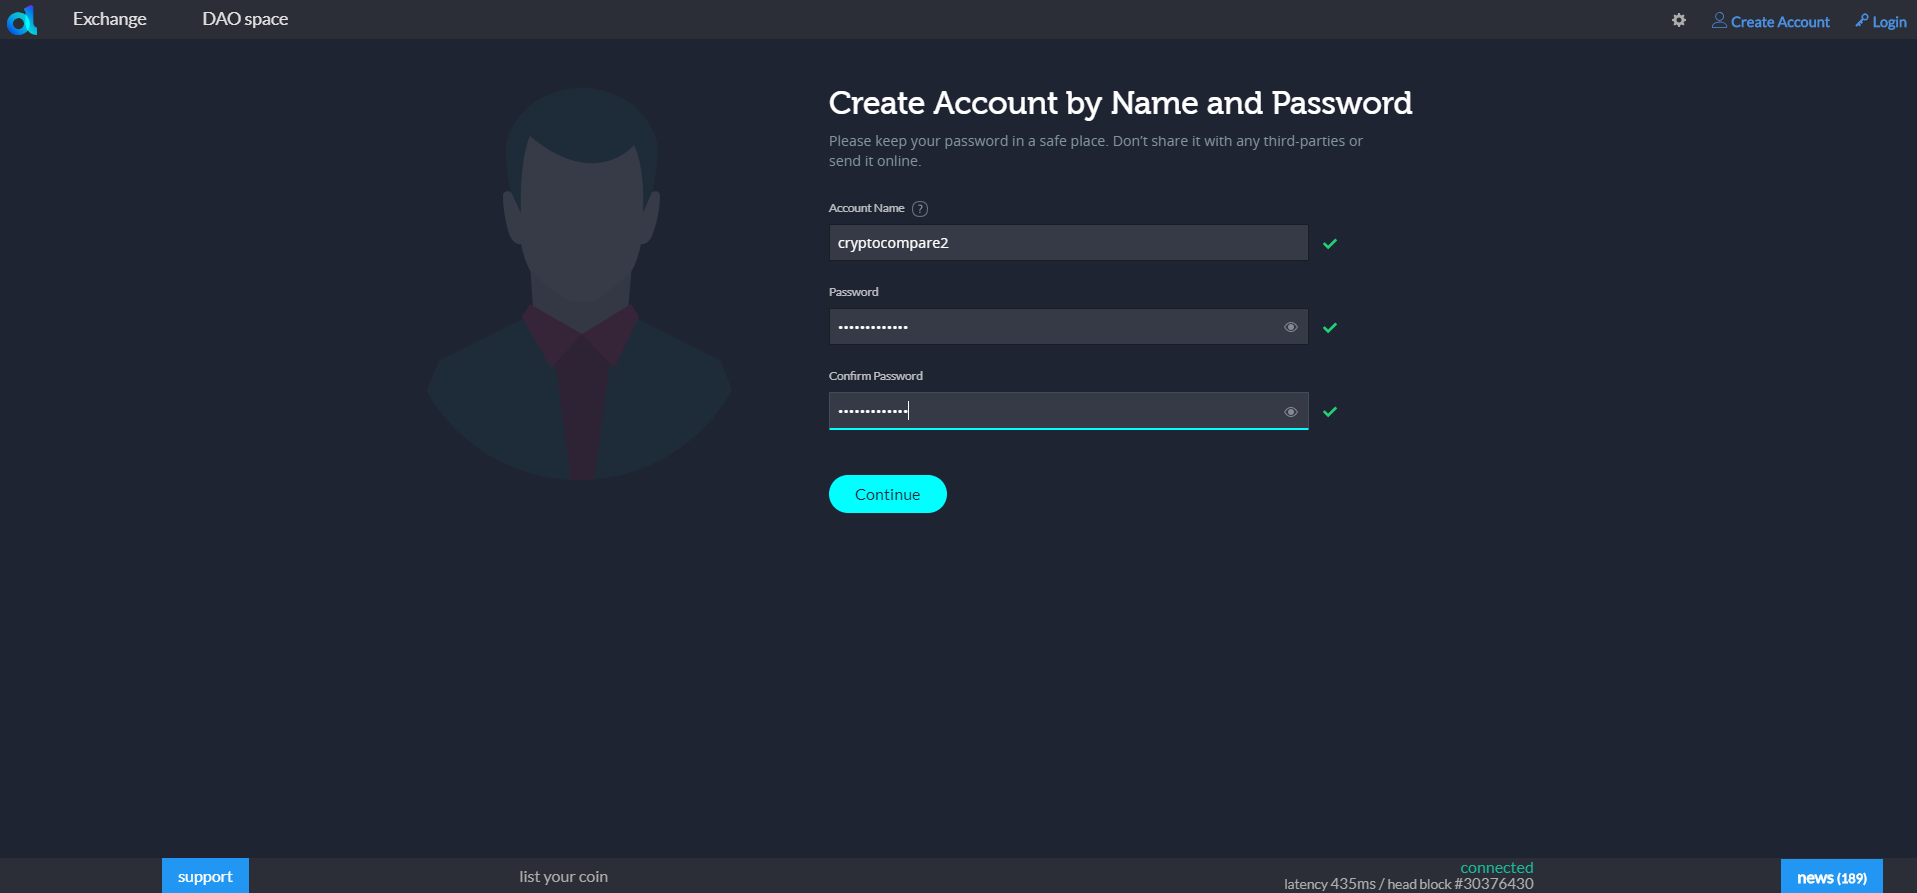 Exchange
DAO space
Create Account
Login
Create Account by Name and Password
Please keep your password in a safe place. Don't share it with any third-parties or
send it online.
Account Name ?
cryptocompare2
Password
•••••••••••••
Confirm Password
•••••••••••••
Continue
support
list your coin
connected
latency 435ms / head block #30376430
news (189)